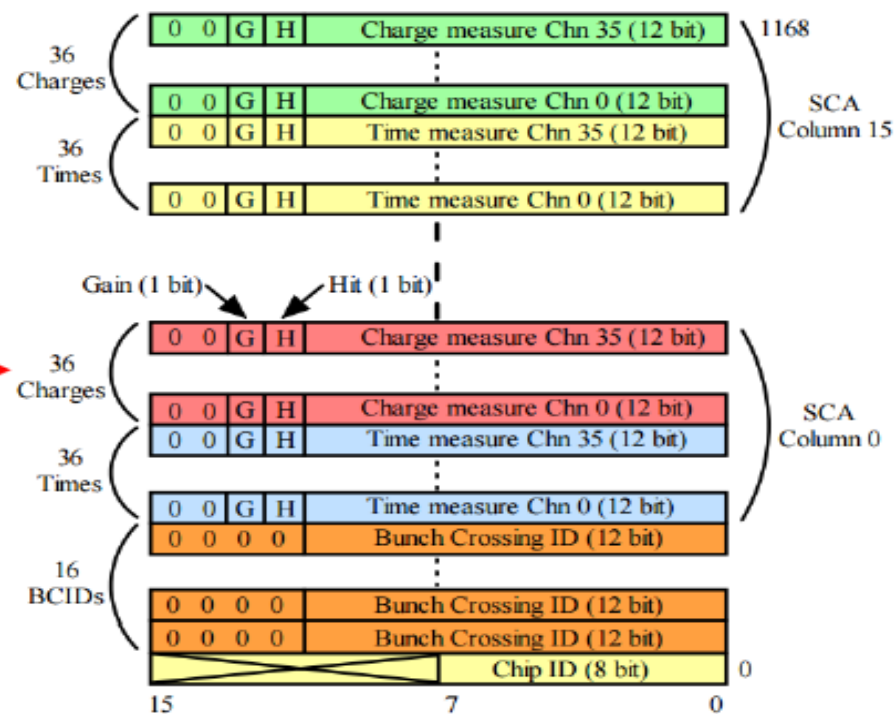 0 0 G H Charge measure Chn 35 (12 bit) 1168
36
Charges
0 0 G H Charge measure Chn 0 (12 bit)
SCA
Column 15
0 0 G H Time measure Chn 35 (12 bit)
36
Times
0 0 G H Time measure Chn 0 (12 bit)
Gain (1 bit) Hit (1 bit)
0 0 G H Charge measure Chn 35 (12 bit)
36
Charges
0 0 G H Charge measure Chn 0 (12 bit)
SCA
Column 0
0 0 G H Time measure Chn 35 (12 bit)
36
Times
0 0 G H Time measure Chn 0 (12 bit)
0 0 0 0 Bunch Crossing ID (12 bit)
16
BCIDs
0 0 0 0 Bunch Crossing ID (12 bit)
0 0 0 0 Bunch Crossing ID (12 bit)
Chip ID (8 bit) 0
15 7 0